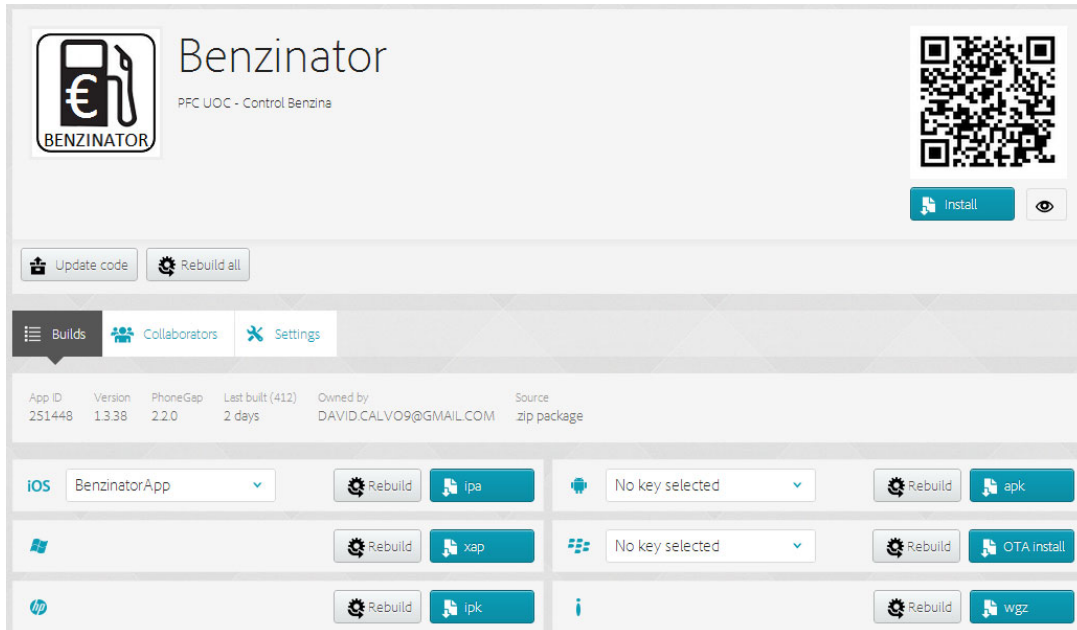 €
BENZINATOR
Benzinator
PFC UOC - Control Benzina
Install
Update code
Rebuild all
Builds
Collaborators
Settings
App ID Version PhoneGap Last built (412) Owned by Source
251448 1.3.38 2.2.0 2 days DAVID.CALVO9@GMAIL.COM .zip package
iOS BenzinatorApp Rebuild ipa
No key selected Rebuild apk
Rebuild xap
No key selected Rebuild OTA install
hp Rebuild ipk
Rebuild wgz